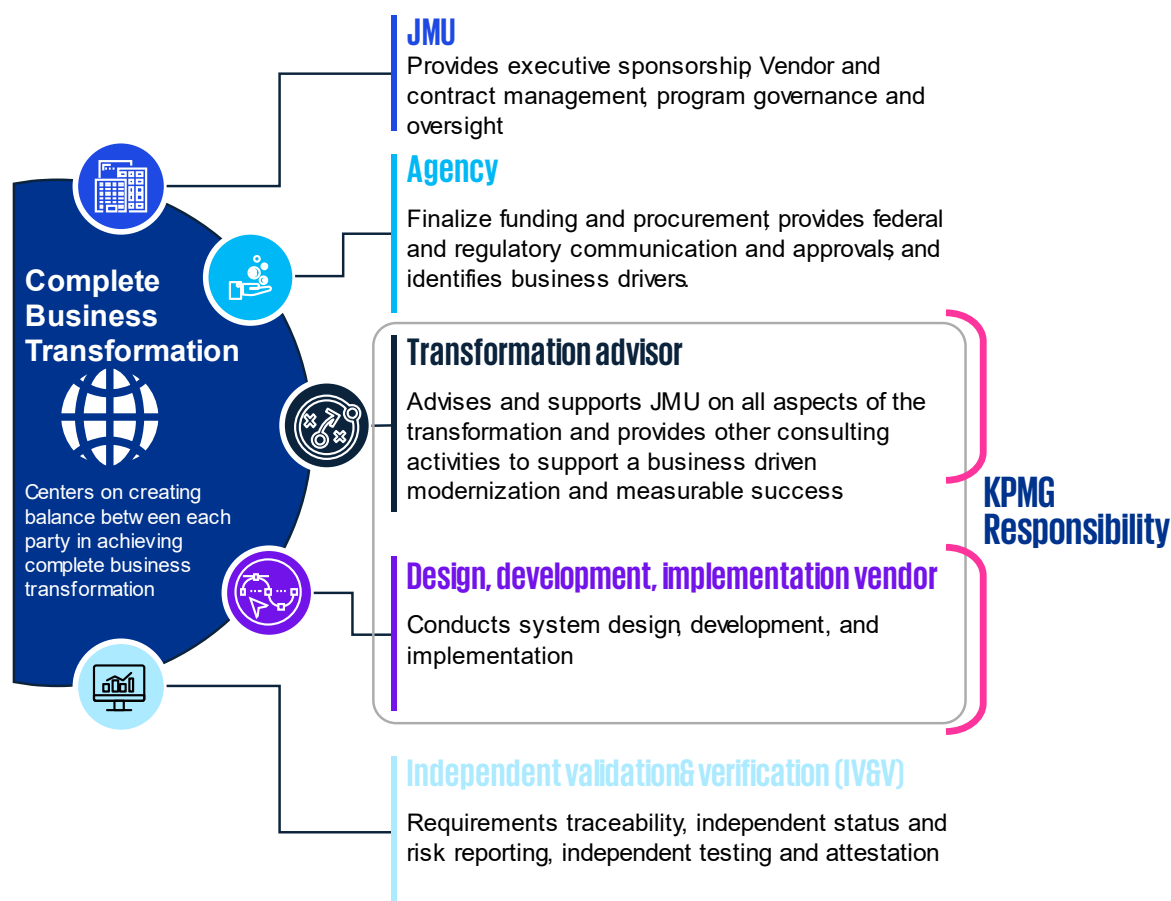 JMU
Provides executive sponsorship, Vendor and
contract management, program governance and
oversight
Agency
Finalize funding and procurement, provides federal
and regulatory communication and approvals, and
identifies business drivers.
Complete
Business
Transformation
Centers on creating
balance between each
party in achieving
complete business
transformation
Transformation advisor
Advises and supports JMU on all aspects of the
transformation and provides other consulting
activities to support a business driven
modernization and measurable success
KPMG
Responsibility
Design, development, implementation vendor
Conducts system design, development, and
implementation
Independent validation & verification (IV&V)
Requirements traceability, independent status and
risk reporting, independent testing and attestation